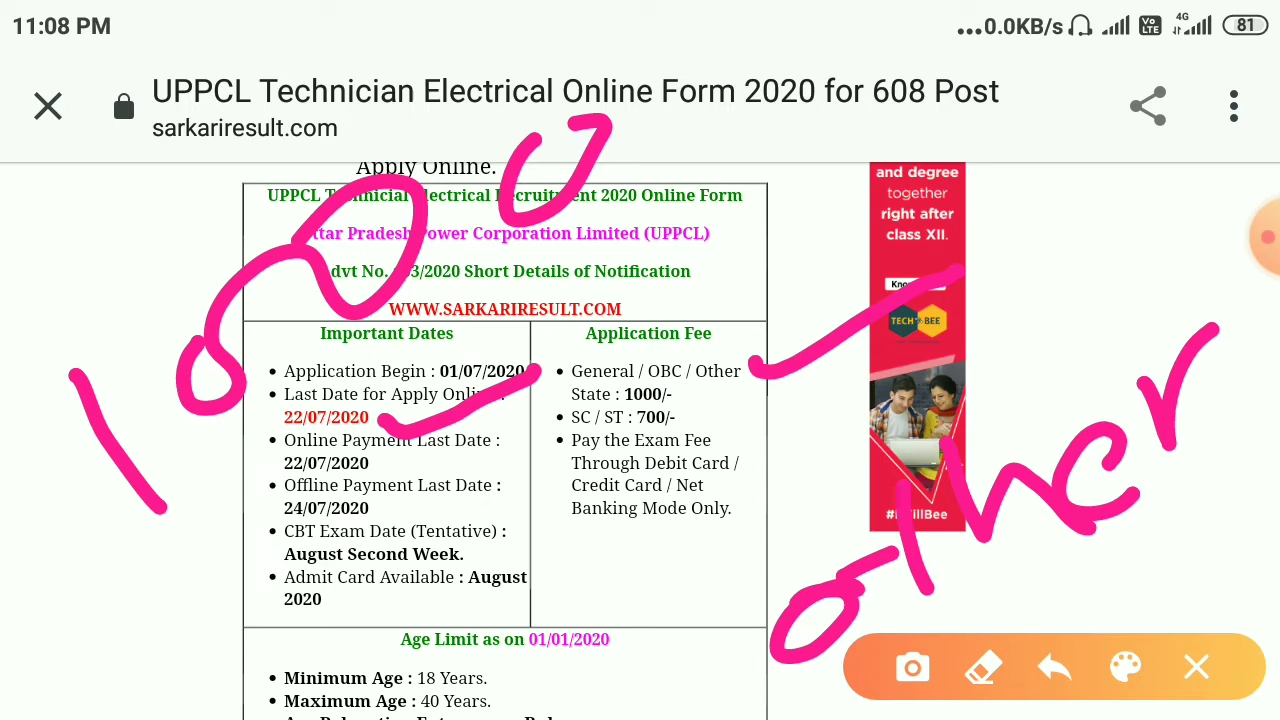 11:08 PM
...0.0KB/s
Vo LTE
4G
81
UPPCL Technician Electrical Online Form 2020 for 608 Post
sarkariresult.com
Apply Online.
UPPCL Electrical 2020 Online Form
Pradesh Power Corporation Limited (UPPCL)
No. /2020 Short Details of Notification
WWW.SARKARIRESULT.COM
Important Dates
Application Begin : 01/07/2020
Last Date for Apply Online :
22/07/2020
Online Payment Last Date :
22/07/2020
Offline Payment Last Date :
24/07/2020
CBT Exam Date (Tentative) :
August Second Week.
Admit Card Available : August
2020
Application Fee
General / OBC / Other
State : 1000/-
SC / ST : 700/-
Pay the Exam Fee
Through Debit Card /
Credit Card / Net
Banking Mode Only.
Age Limit as on 01/01/2020
Minimum Age : 18 Years.
Maximum Age : 40 Years.
and degree
together
right after
class XII.
TECH BEE
1000
other